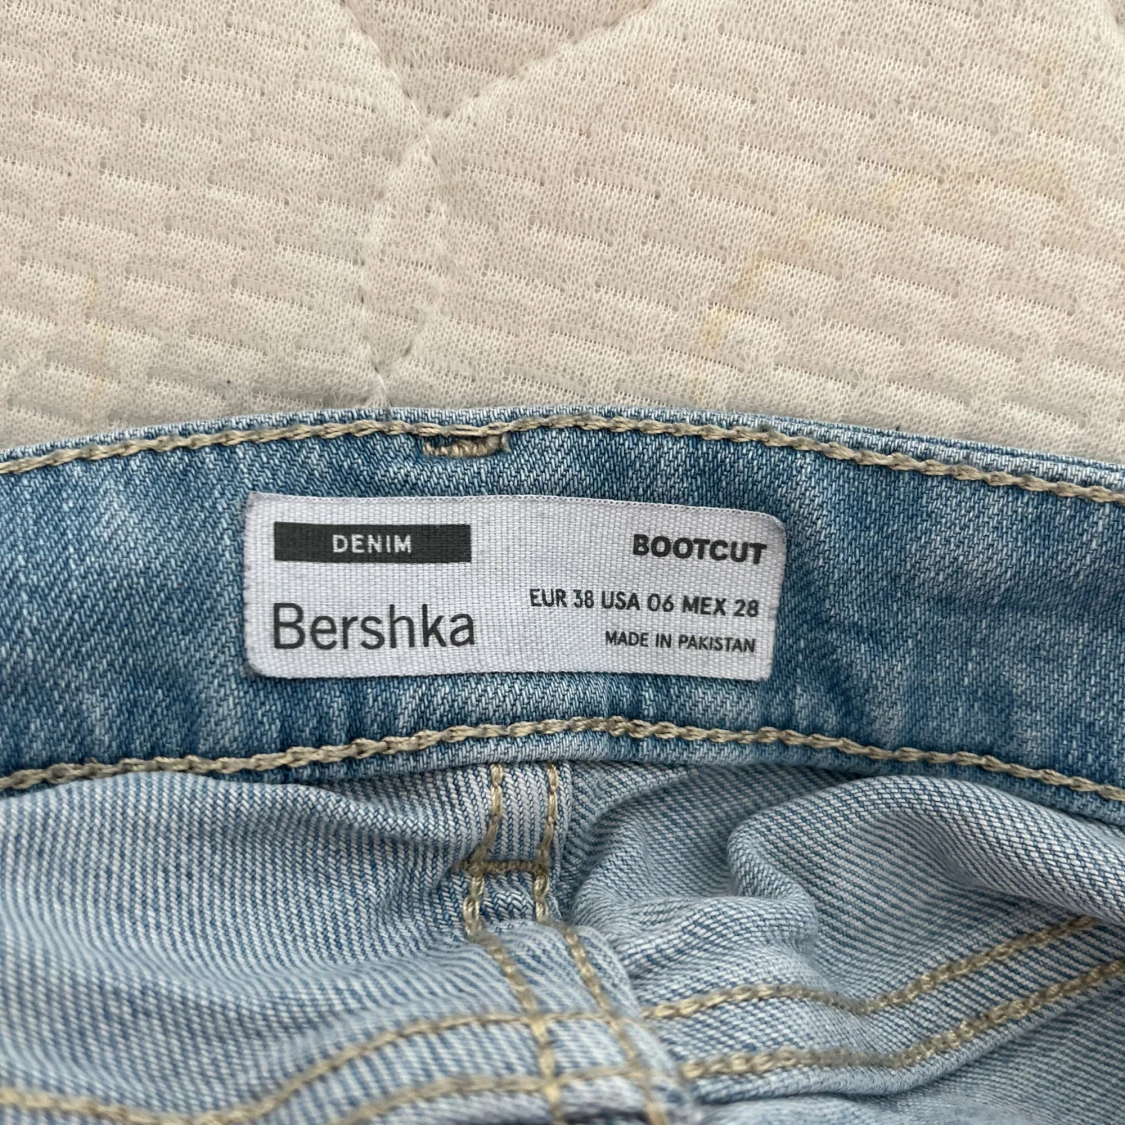 DENIM
BOOTCUT
Bershka
EUR 38 USA 06 MEX 28
MADE IN PAKISTAN